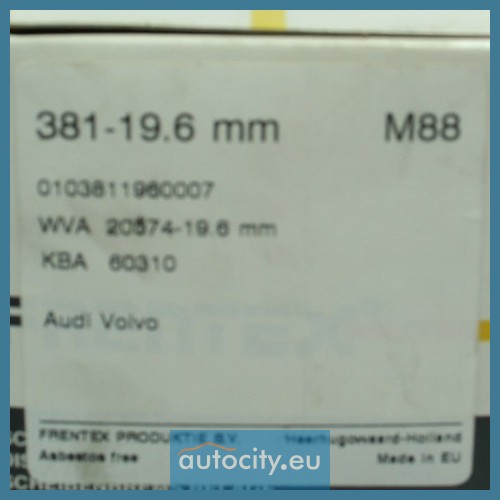 381-19.6 mm M88
0103811960007
WVA 20574-19.6 mm
KBA 60310
Audi Volvo
FRENTEX PRODUKTIE B.V. Heerhugowaard-Holland
Asbestos free Made in EU
autocity.eu